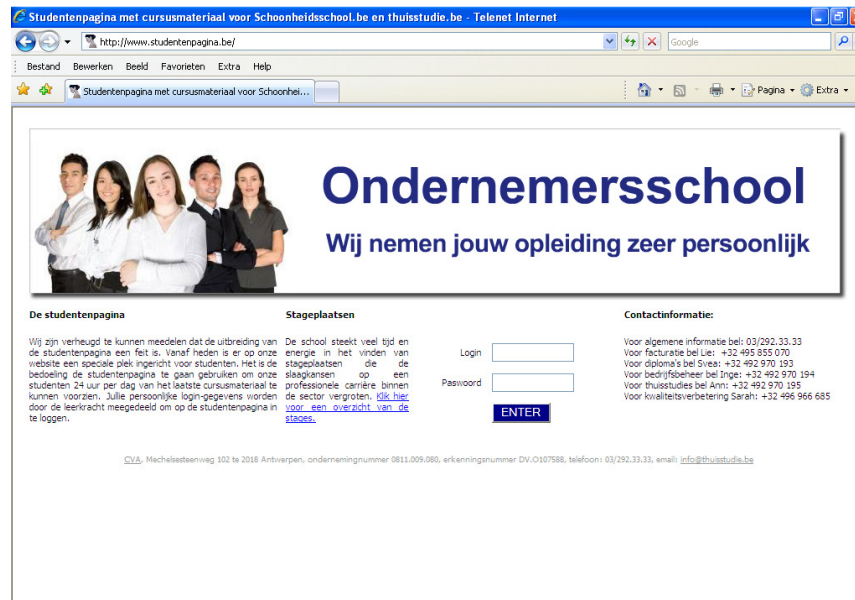 Studentenpagina met cursusmateriaal voor Schoonheidsschool.be en thuisstudie.be - Telenet Internet
http://www.studentenpagina.be/
Google
Bestand Bewerken Beeld Favorieten Extra Help
Studentenpagina met cursusmateriaal voor Schoonhei...
Pagina Extra
Ondernemersschool
Wij nemen jouw opleiding zeer persoonlijk
De studentenpagina
Wij zijn verheugd te kunnen meedelen dat de uitbreiding van
de studentenpagina een feit is. Vanaf heden is er op onze
website een speciale plek ingericht voor studenten. Het is de
bedoeling de studentenpagina te gaan gebruiken om onze
studenten 24 uur per dag van het laatste cursusmateriaal te
kunnen voorzien. Jullie persoonlijke login-gegevens worden
door de leerkracht meegedeeld om op de studentenpagina in
te loggen.
Stageplaatsen
De school steekt veel tijd en
energie in het vinden van
stageplaatsen die de
slaagkansen op een
professionele carrière binnen
de sector vergroten. Klik hier
voor een overzicht van de
stages.
Login
Paswoord
ENTER
Contactinformatie:
Voor algemene informatie bel: 03/292.33.33
Voor facturatie bel Lie: +32 495 855 070
Voor diploma's bel Svea: +32 492 970 193
Voor bedrijfsbeheer bel Inge: +32 492 970 194
Voor thuisstudies bel Ann: +32 492 970 195
Voor kwaliteitsverbetering Sarah: +32 496 966 685
CVA, Mechelsesteenweg 102 te 2018 Antwerpen, ondernemingnummer 0811.009.080, erkenningsnummer DV.O107588, telefoon: 03/292.33.33, email: info@thuisstudie.be